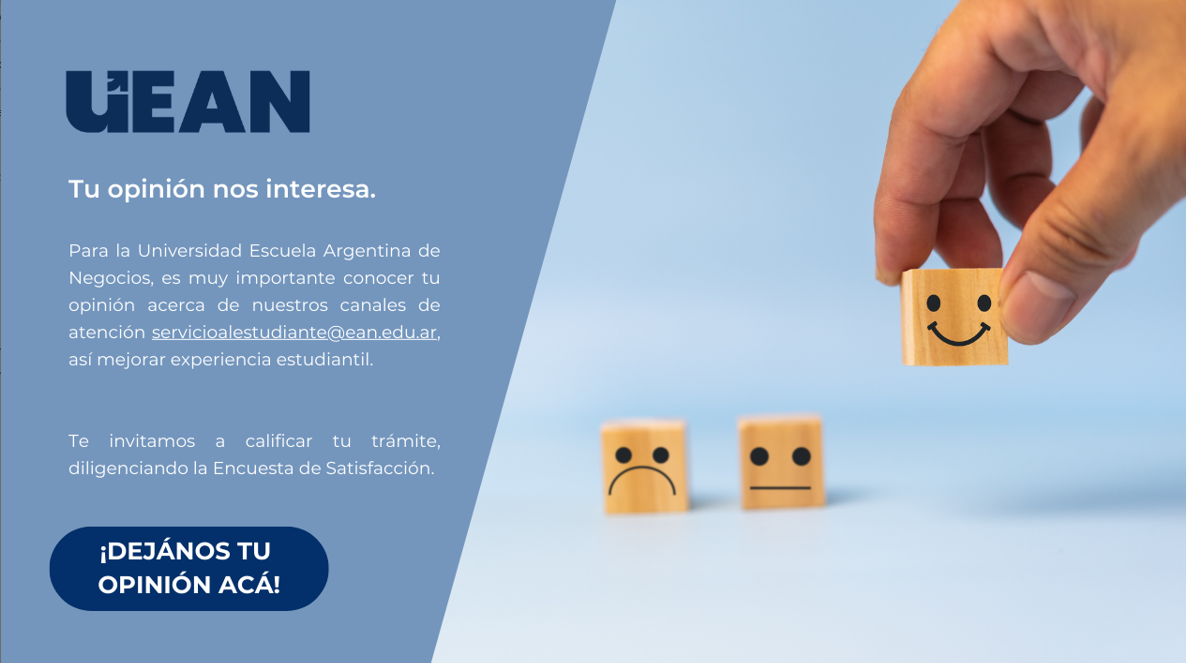 UEAN
Tu opinión nos interesa.
Para la Universidad Escuela Argentina de
Negocios, es muy importante conocer tu
opinión acerca de nuestros canales de
atención servicioalestudiante@ean.edu.ar,
así mejorar experiencia estudiantil.
Te invitamos a calificar tu trámite,
diligenciando la Encuesta de Satisfacción.
¡DEJÁNOS TU
OPINIÓN ACÁ!